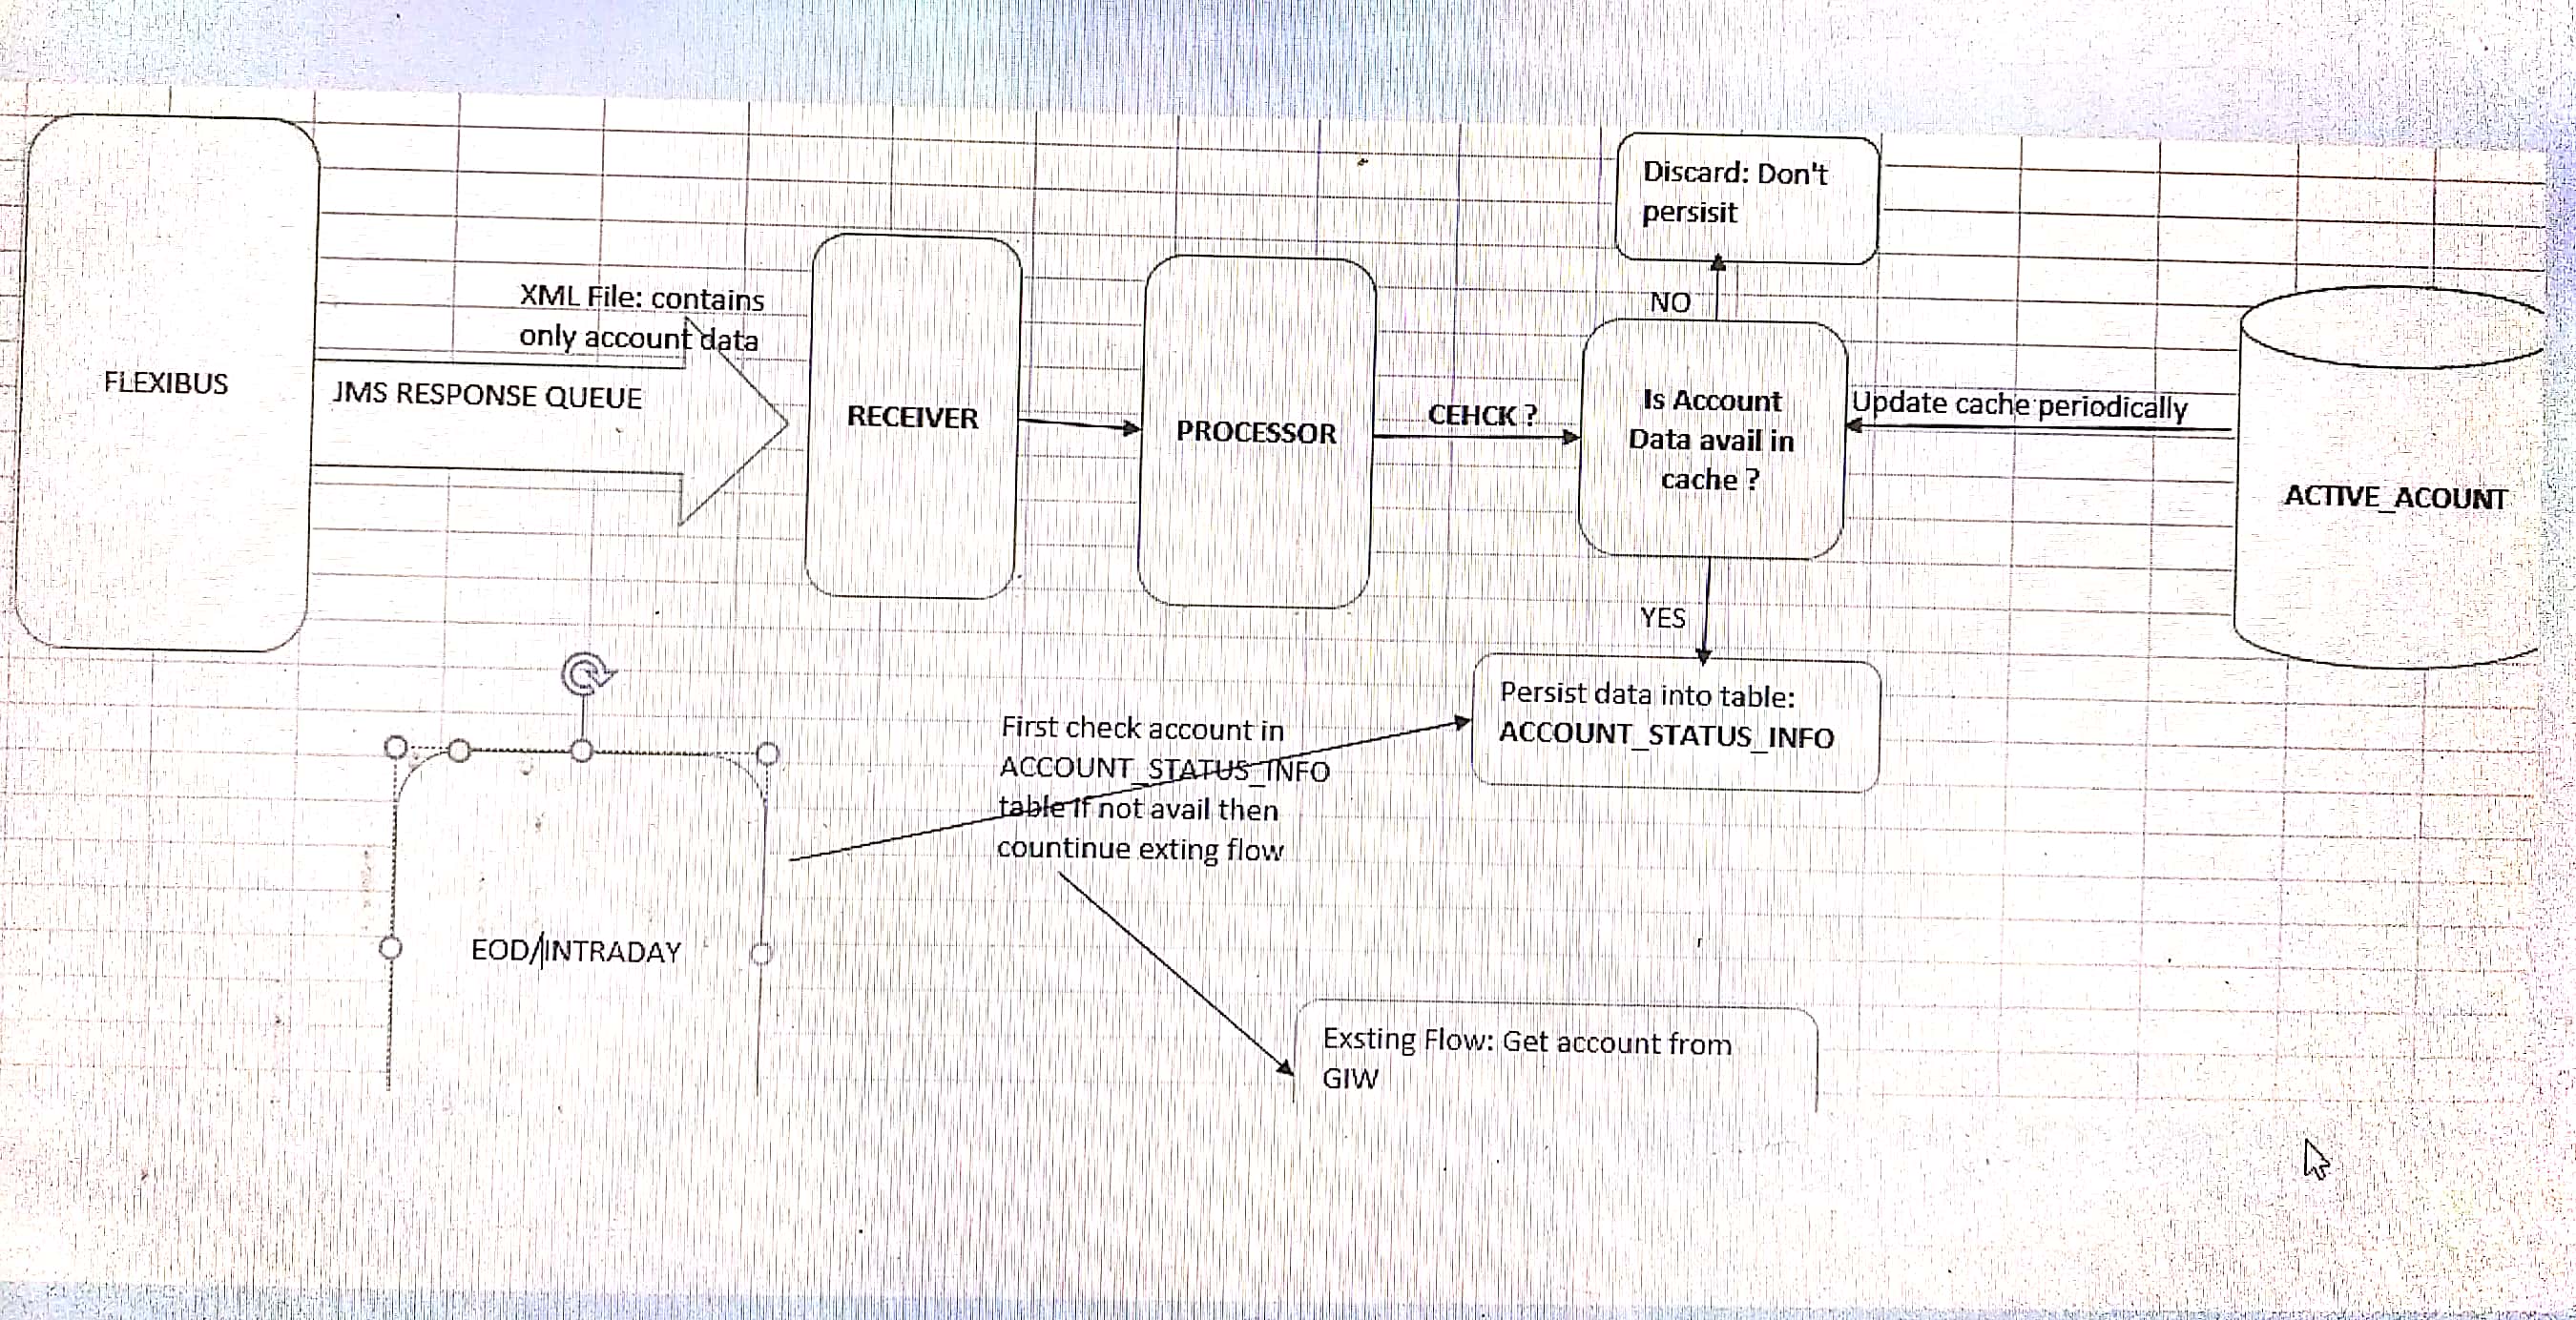 Discard: Don't
persisit
XML File: contains
only account data
NO
FLEXIBUS
JMS RESPONSE QUEUE
RECEIVER
PROCESSOR
CEHCK ?
Is Account
Data avail in
cache ?
Update cache periodically
ACTIVE_ACOUNT
YES
Persist data into table:
ACCOUNT_STATUS_INFO
First check account in
ACCOUNT_STATUS_INFO
table if not avail then
countinue exting flow
EOD/INTRADAY
Exsting Flow: Get account from
GIW